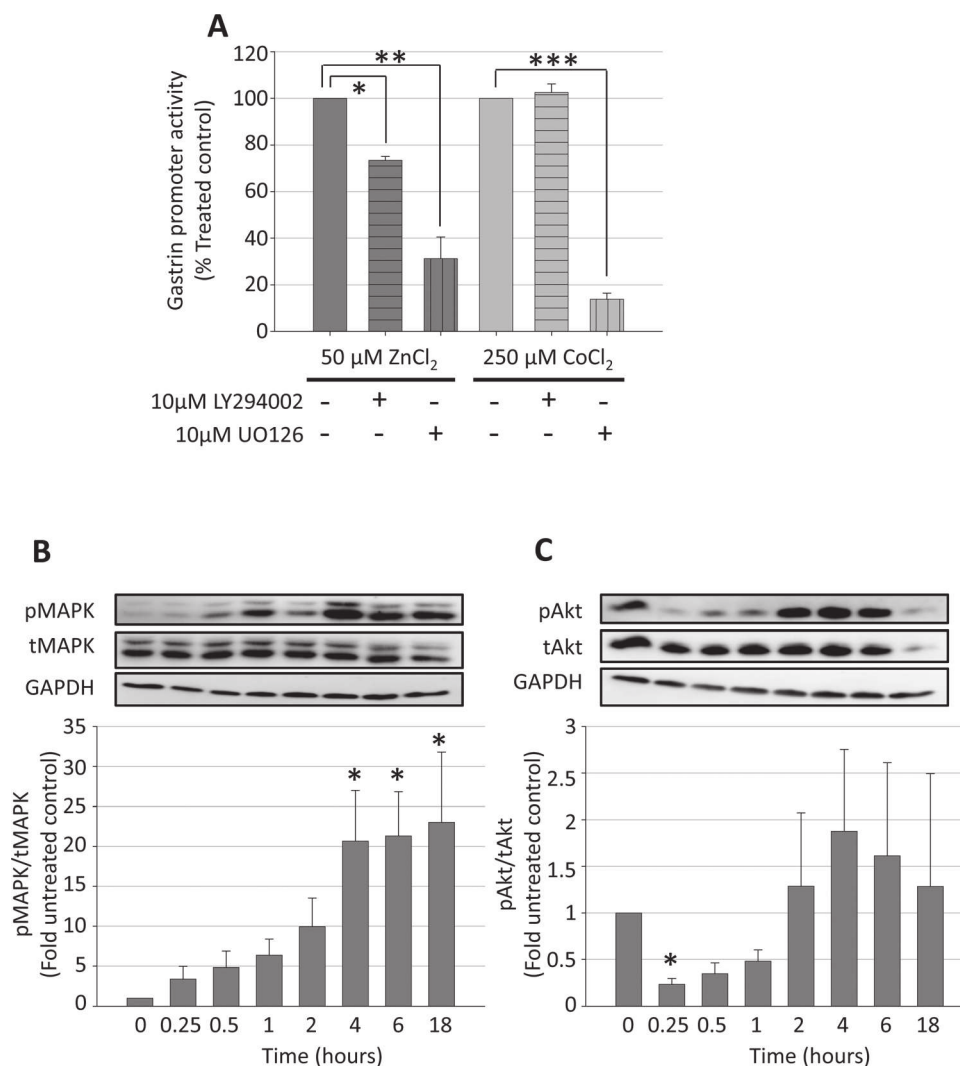 A
120
100
80
60
40
20
0
Gastrin promoter activity
(% Treated control)
**
*
***
50 μM ZnCl2
250 μM CoCl2
10μM LY294002 - + - - + -
10μM UO126 - - + - - +
B
pMAPK
tMAPK
GAPDH
35
30
25
20
15
10
5
0
pMAPK/tMAPK
(Fold untreated control)
* * *
0 0.25 0.5 1 2 4 6 18
Time (hours)
C
pAkt
tAkt
GAPDH
3
2.5
2
1.5
1
0.5
0
pAkt/tAkt
(Fold untreated control)
*
0 0.25 0.5 1 2 4 6 18
Time (hours)